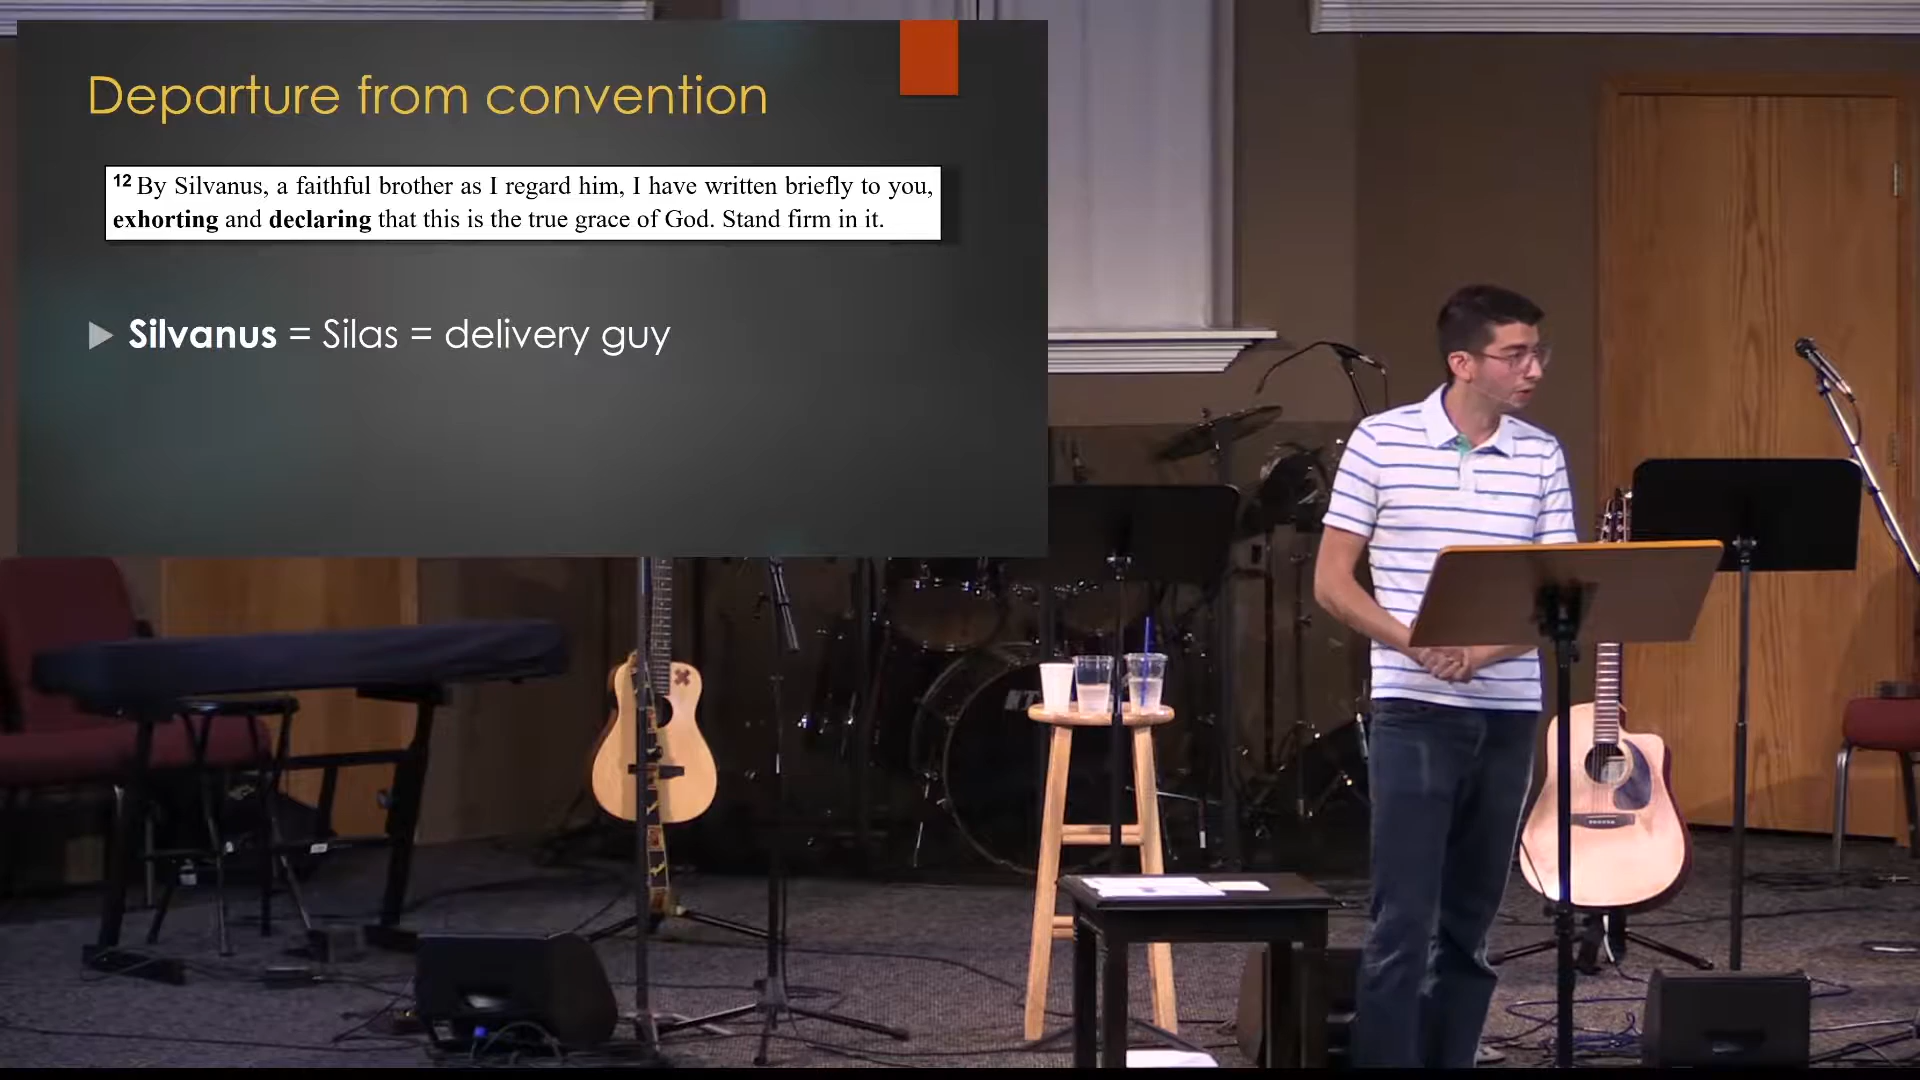 Departure from convention
12 By Silvanus, a faithful brother as I regard him, I have written briefly to you,
exhorting and declaring that this is the true grace of God. Stand firm in it.
Silvanus = Silas = delivery guy